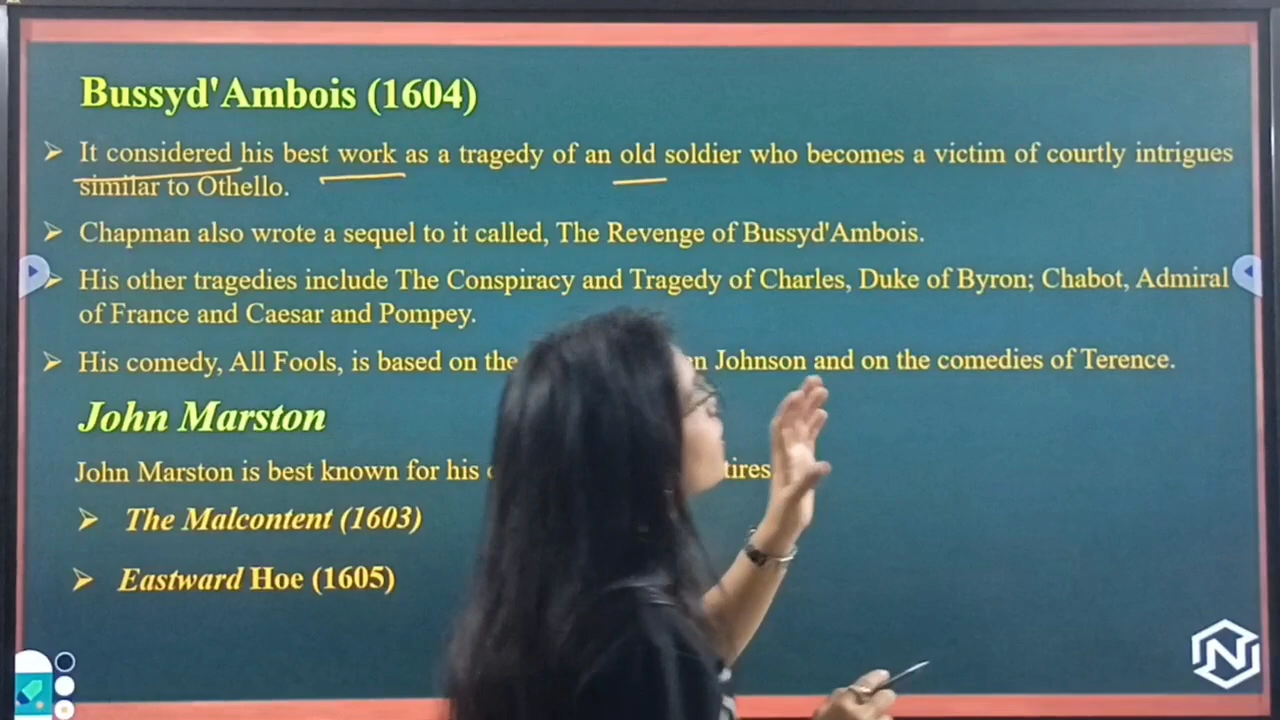 Bussyd'Ambois (1604)
➤ It considered his best work as a tragedy of an old soldier who becomes a victim of courtly intrigues
similar to Othello.
➤ Chapman also wrote a sequel to it called, The Revenge of Bussyd'Ambois.
➤ His other tragedies include The Conspiracy and Tragedy of Charles, Duke of Byron; Chabot, Admiral
of France and Caesar and Pompey.
➤ His comedy, All Fools, is based on the Johnson and on the comedies of Terence.
John Marston
John Marston is best known for his
➤ The Malcontent (1603)
➤ Eastward Hoe (1605)